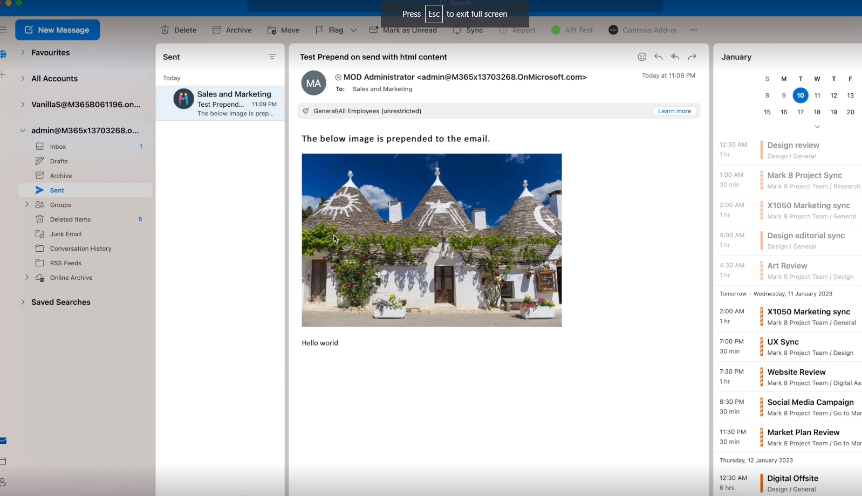 Press Esc to exit full screen
New Message
Delete
Archive
Move
Flag
Mark as Unread
Sync
Report
API Test
Contoso Add-in
Favourites
All Accounts
VanillaS@M365B061196.on...
admin@M365x13703268.o...
Inbox 1
Drafts
Archive
Sent
Groups
Deleted Items 5
Junk Email
Conversation History
RSS Feeds
Online Archive
Saved Searches
Sent
Today
Sales and Marketing
Test Prepend... 11:09 PM
The below image is prep...
Test Prepend on send with html content
MA
MOD Administrator <admin@M365x13703268.OnMicrosoft.com>
Today at 11:09 PM
To: Sales and Marketing
General\All Employees (unrestricted)
Learn more
The below image is prepended to the email.
Hello world
January
S M T W T F
8 9 10 11 12 13
15 16 17 18 19 20
12:30 AM Design review
1 hr Design / General
1:00 AM Mark 8 Project Sync
30 min Mark 8 Project Team / Research
2:00 AM X1050 Marketing sync
1 hr Mark 8 Project Team / General
4:00 AM Design editorial sync
1 hr Design / General
4:30 AM Art Review
1 hr Mark 8 Project Team / Design
Tomorrow - Wednesday, 11 January 2023
2:00 AM X1050 Marketing sync
1 hr Mark 8 Project Team / General
7:00 PM UX Sync
30 min Mark 8 Project Team / Design
7:30 PM Website Review
1 hr Mark 8 Project Team / Digital Ass
8:30 PM Social Media Campaign
30 min Mark 8 Project Team / Go to Mar
11:30 PM Market Plan Review
30 min Mark 8 Project Team / Go to Mar
Thursday, 12 January 2023
12:30 AM Digital Offsite
6 hrs Design / General